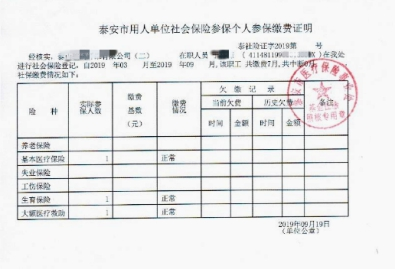 泰安市用人单位社会保险参保个人参保缴费证明
泰社险证字2019第 号
经核实, 有限公司(二) 在职人员 (411481199 )在我处
进行社会保险登记,自2019 年 03 月至2019 年 09 月,该职工 共缴费7月,共中断
社保缴费情况如下:
险 种 实际参保人数 缴费基数(元) 缴费情况 欠 缴 记 录 备注
当前欠费 历史欠费
时间 金额 时间 金额
养老保险
基本医疗保险 1 正常
失业保险
工伤保险
生育保险 1 正常
大额医疗救助 1 正常
2019年09月19日
(单位公章)